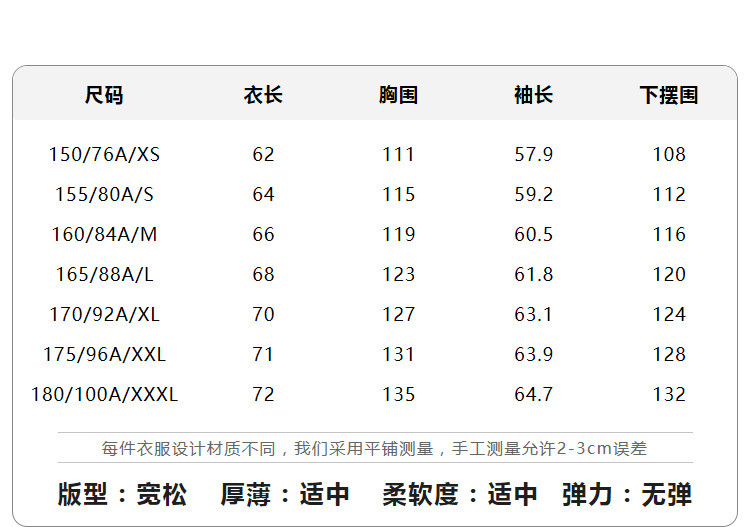 尺码 衣长 胸围 袖长 下摆围
150/76A/XS 62 111 57.9 108
155/80A/S 64 115 59.2 112
160/84A/M 66 119 60.5 116
165/88A/L 68 123 61.8 120
170/92A/XL 70 127 63.1 124
175/96A/XXL 71 131 63.9 128
180/100A/XXXL 72 135 64.7 132
每件衣服设计材质不同，我们采用平铺测量，手工测量允许2-3cm误差
版型：宽松 厚薄：适中 柔软度：适中 弹力：无弹